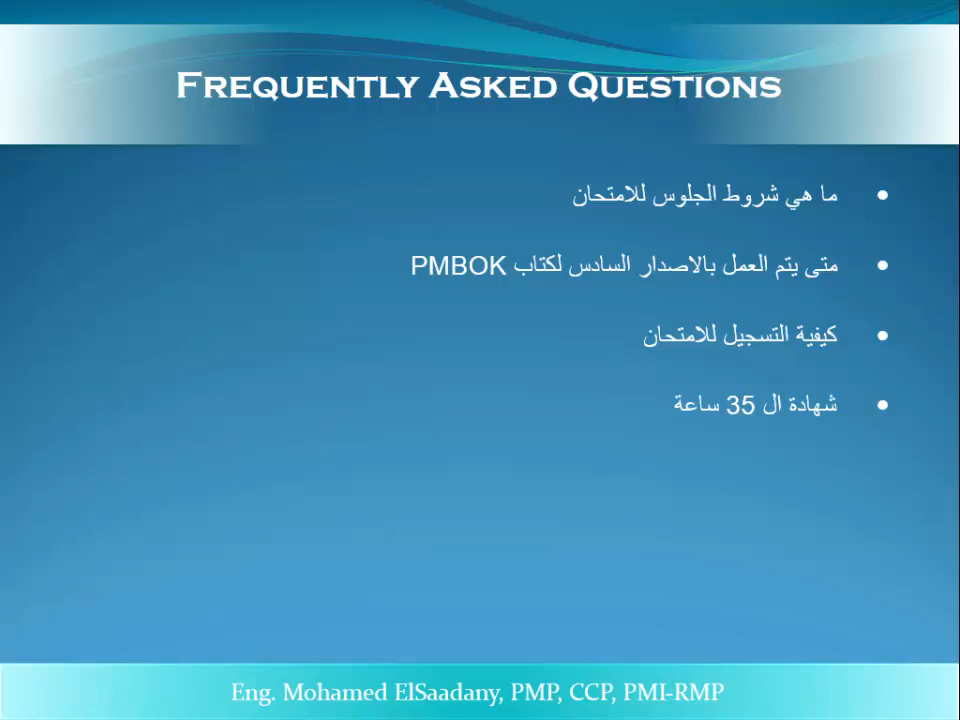 FREQUENTLY ASKED QUESTIONS
• ما هي شروط الجلوس للامتحان
• متى يتم العمل بالاصدار السادس لكتاب PMBOK
• كيفية التسجيل للامتحان
• شهادة ال 35 ساعة
Eng. Mohamed ElSaadany, PMP, CCP, PMI-RMP